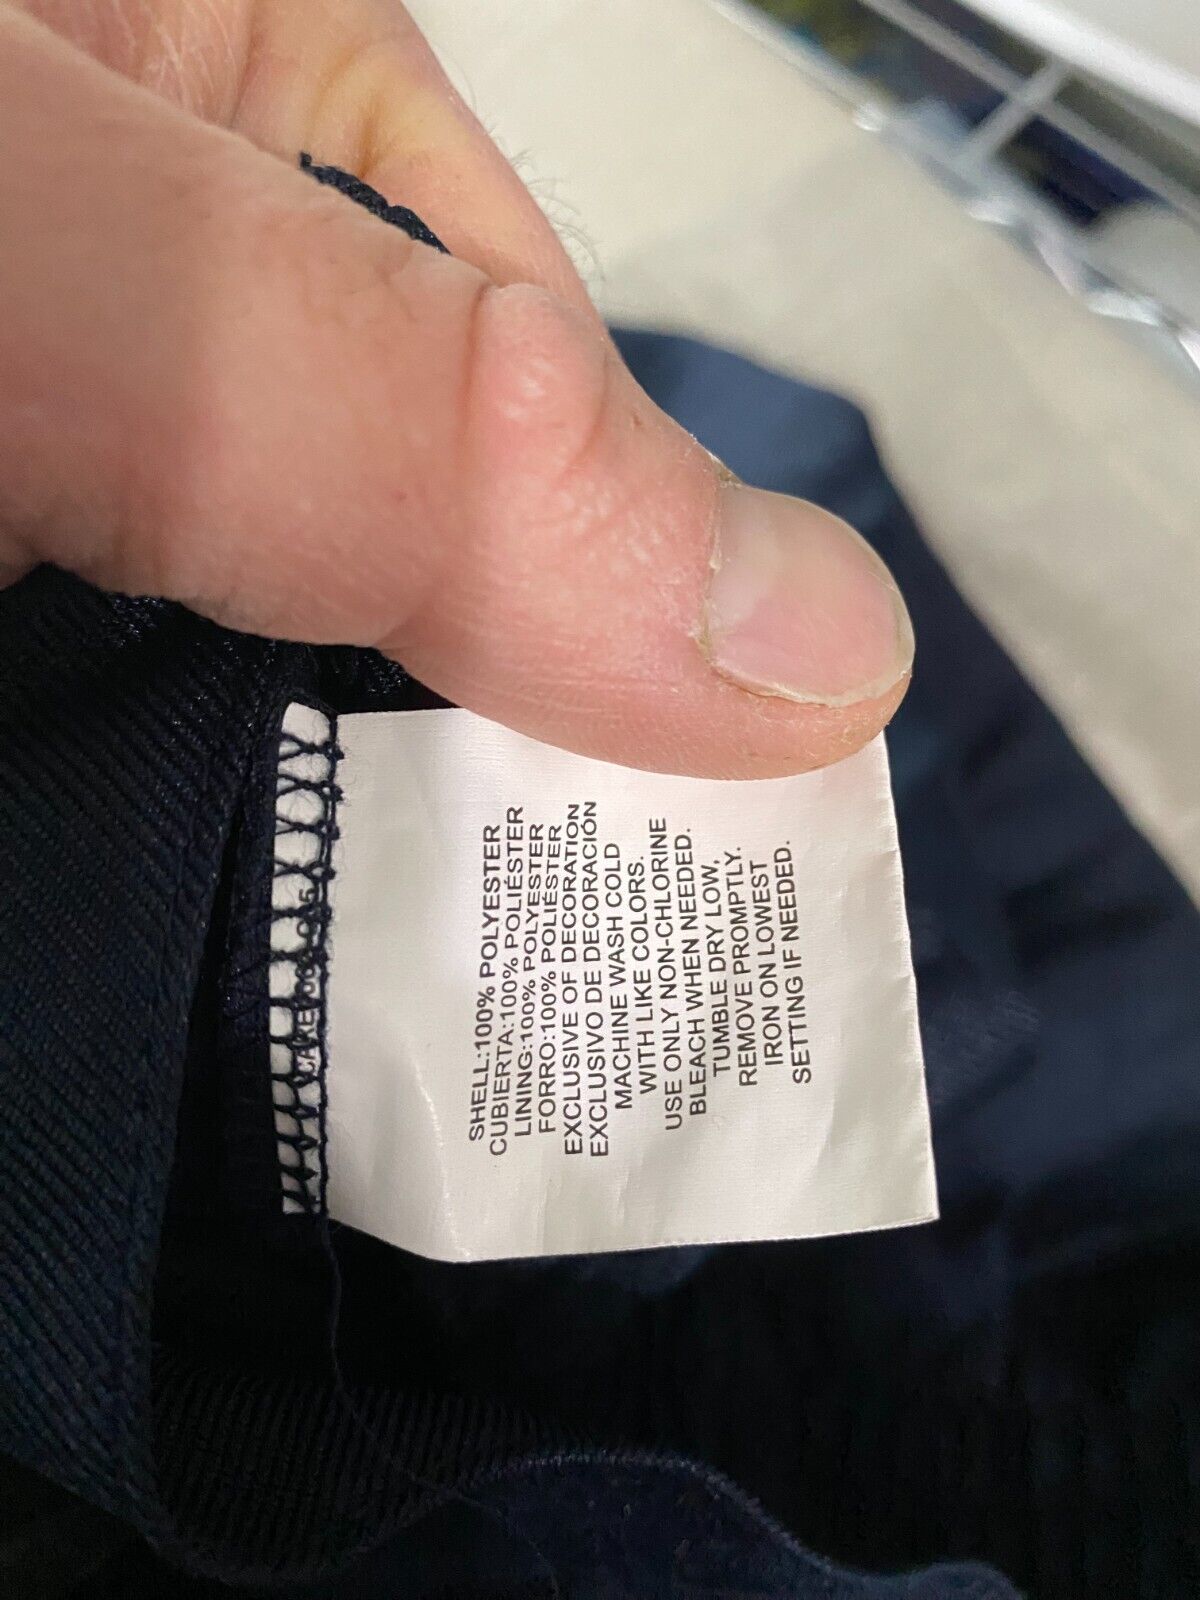 SHELL:100% POLYESTER
CUBIERTA:100% POLIÉSTER
LINING:100% POLYESTER
FORRO:100% POLIÉSTER
EXCLUSIVE OF DECORATION
EXCLUSIVO DE DECORACIÓN
MACHINE WASH COLD
WITH LIKE COLORS.
USE ONLY NON-CHLORINE
BLEACH WHEN NEEDED.
TUMBLE DRY LOW,
REMOVE PROMPTLY.
IRON ON LOWEST
SETTING IF NEEDED.